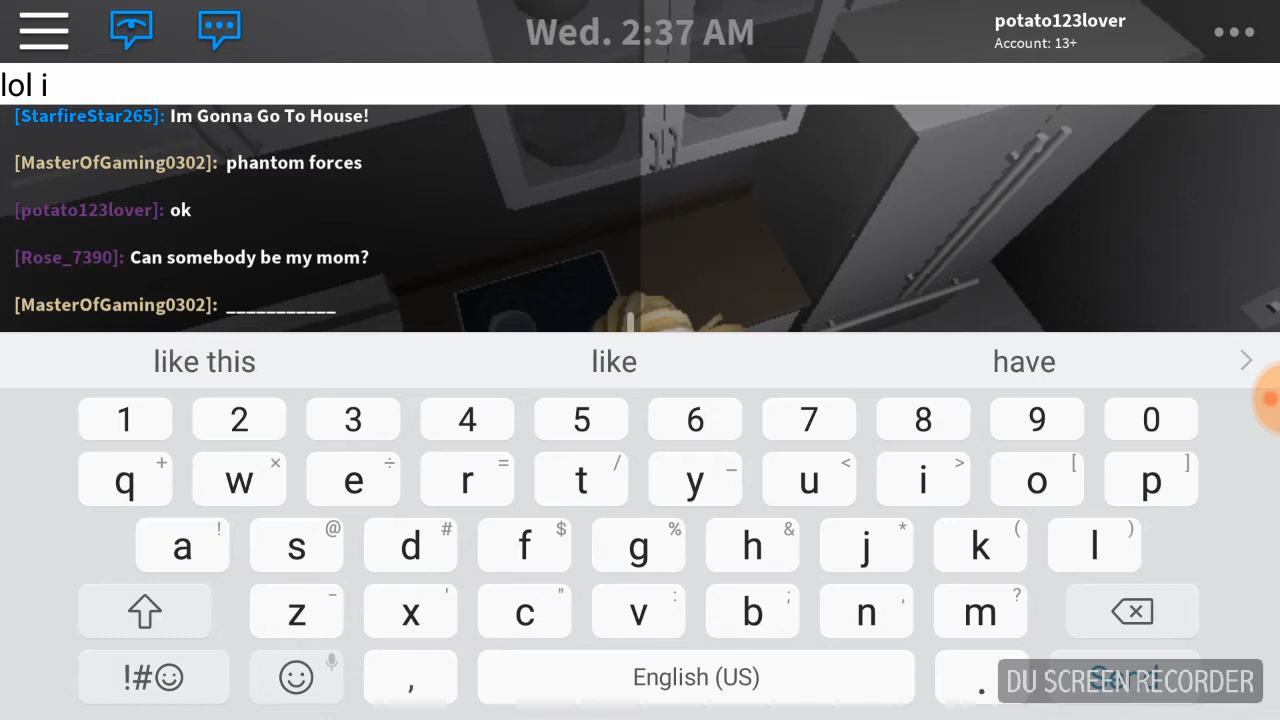 Wed. 2:37 AM
potato123lover
Account: 13+
lol i
[StarfireStar265]: Im Gonna Go To House!
[MasterOfGaming0302]: phantom forces
[potato123lover]: ok
[Rose_7390]: Can somebody be my mom?
[MasterOfGaming0302]: ___________
like this like have
1 2 3 4 5 6 7 8 9 0
+ × ÷ = / _ < > [ ]
q w e r t y u i o p
! @ # $ % & * ( )
a s d f g h j k l
- ' " : ; , ?
z x c v b n m
!#☺ , English (US) . Send
DU SCREEN RECORDER